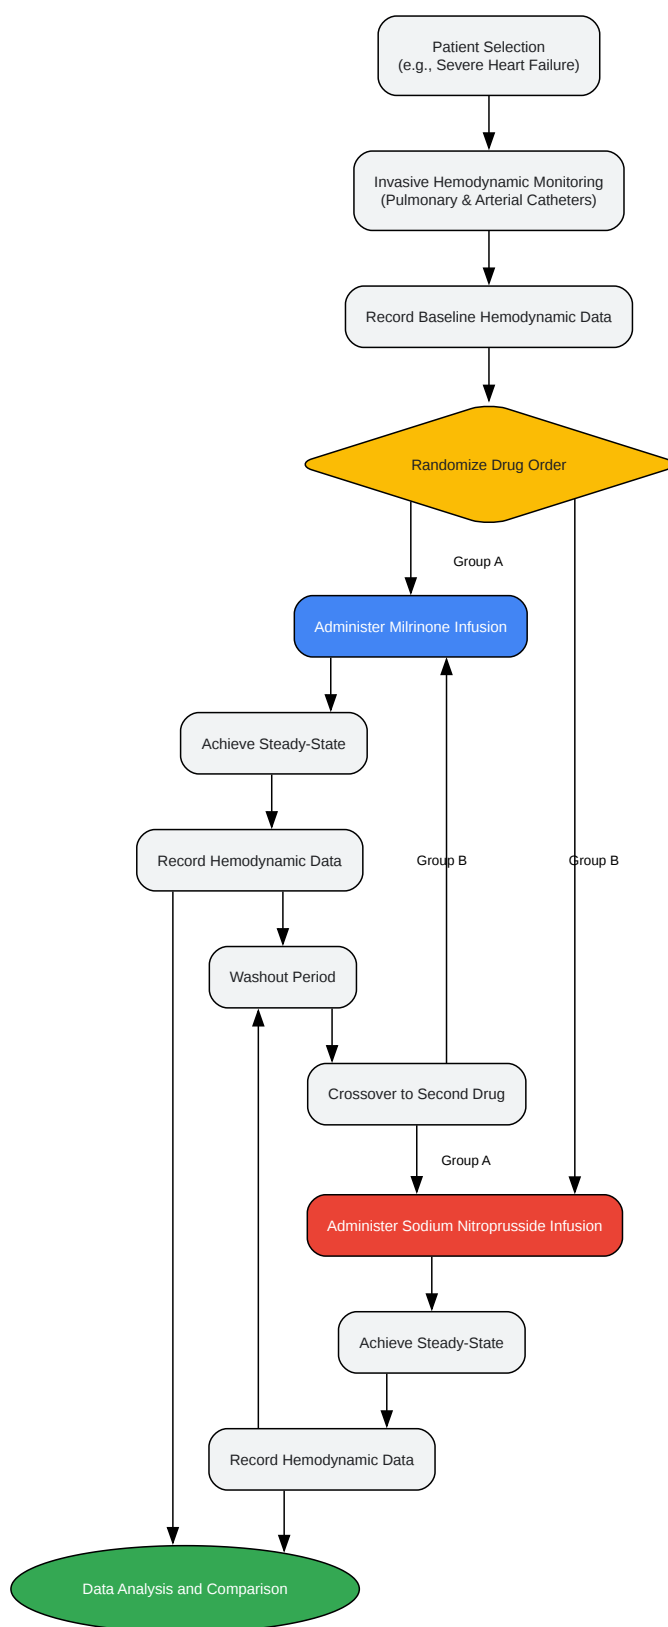 Patient Selection
(e.g., Severe Heart Failure)
Invasive Hemodynamic Monitoring
(Pulmonary & Arterial Catheters)
Record Baseline Hemodynamic Data
Randomize Drug Order
Group A
Administer Milrinone Infusion
Achieve Steady-State
Record Hemodynamic Data
Group B
Group B
Washout Period
Crossover to Second Drug
Group A
Administer Sodium Nitroprusside Infusion
Achieve Steady-State
Record Hemodynamic Data
Data Analysis and Comparison